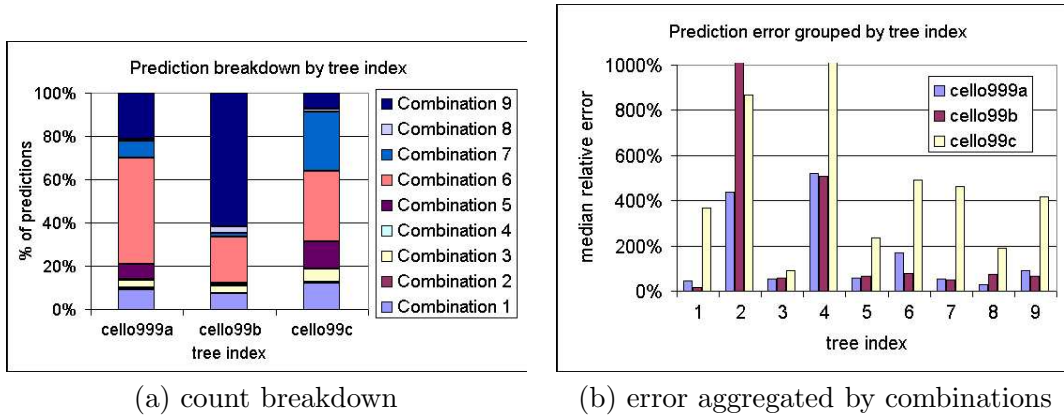 Prediction breakdown by tree index
% of predictions
100%
80%
60%
40%
20%
0%
cello999a
cello99b
cello99c
tree index
Combination 9
Combination 8
Combination 7
Combination 6
Combination 5
Combination 4
Combination 3
Combination 2
Combination 1
(a) count breakdown
Prediction error grouped by tree index
median relative error
1000%
800%
600%
400%
200%
0%
1 2 3 4 5 6 7 8 9
tree index
cello999a
cello99b
cello99c
(b) error aggregated by combinations